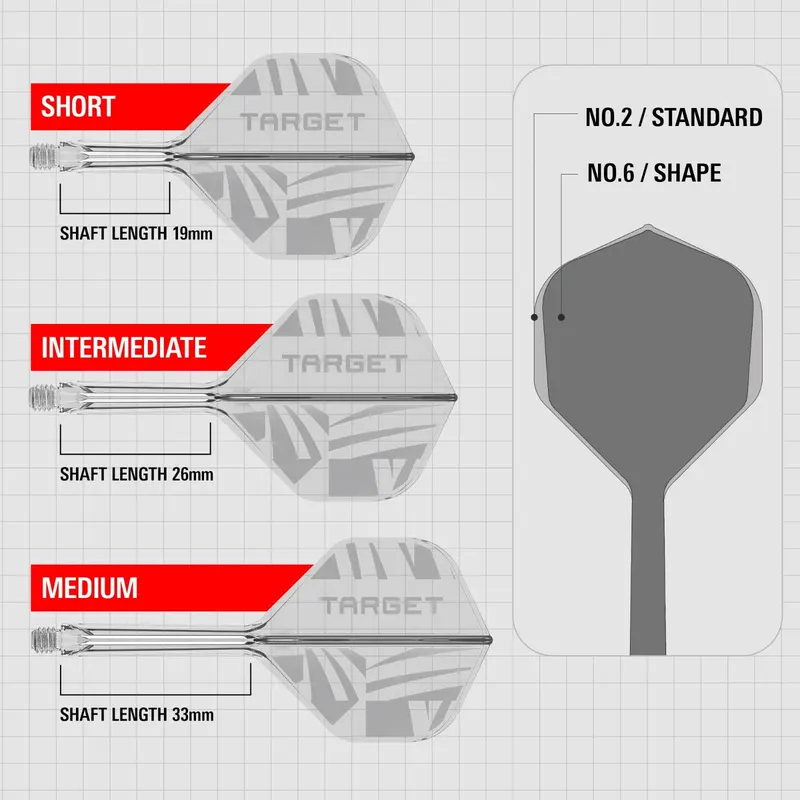 SHORT
TARGET
SHAFT LENGTH 19mm
INTERMEDIATE
TARGET
SHAFT LENGTH 26mm
MEDIUM
TARGET
SHAFT LENGTH 33mm
NO.2 / STANDARD
NO.6 / SHAPE